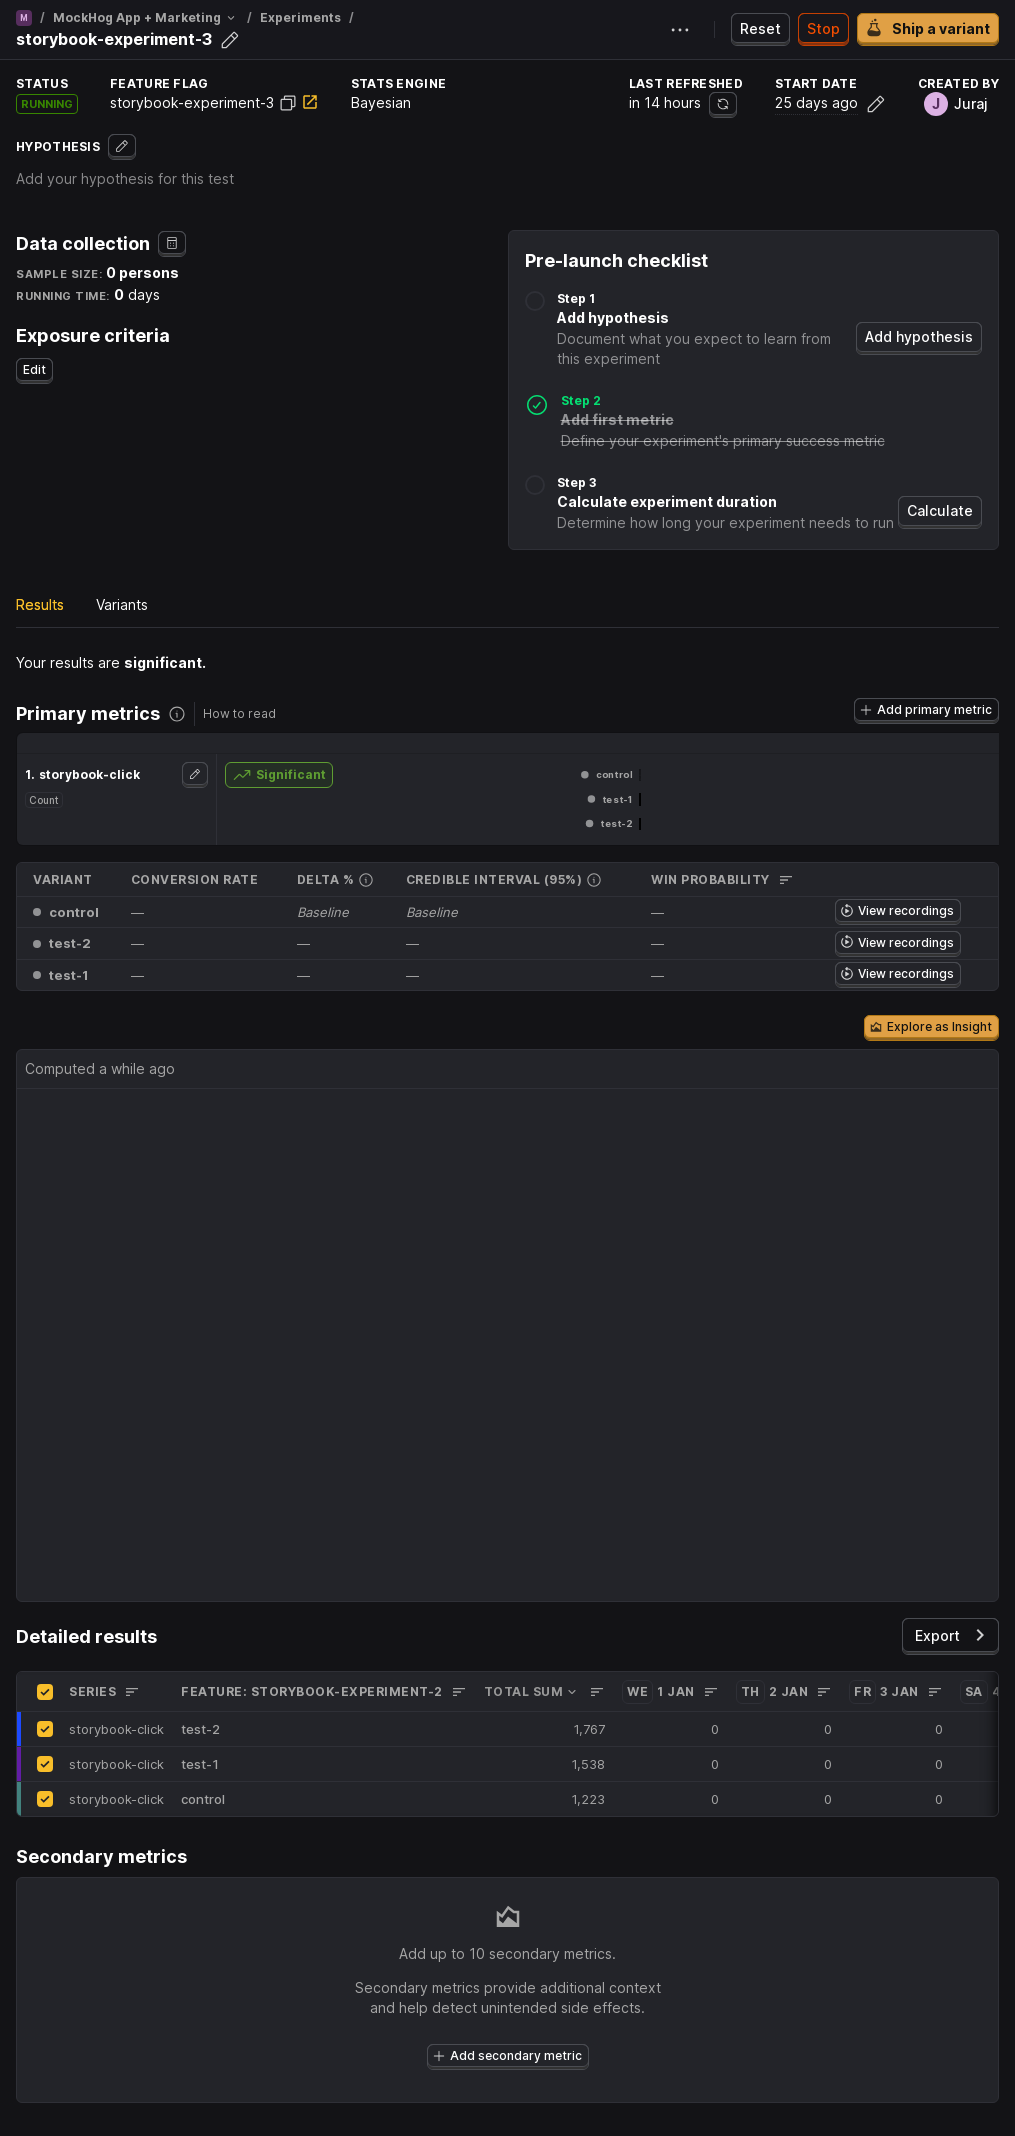 M / MockHog App + Marketing / Experiments /
storybook-experiment-3
Reset
Stop
Ship a variant
STATUS
RUNNING
FEATURE FLAG
storybook-experiment-3
STATS ENGINE
Bayesian
LAST REFRESHED
in 14 hours
START DATE
25 days ago
CREATED BY
J Juraj
HYPOTHESIS
Add your hypothesis for this test
Data collection
SAMPLE SIZE: 0 persons
RUNNING TIME: 0 days
Exposure criteria
Edit
Pre-launch checklist
Step 1
Add hypothesis
Document what you expect to learn from
this experiment
Add hypothesis
Step 2
Add first metric
Define your experiment's primary success metric
Step 3
Calculate experiment duration
Determine how long your experiment needs to run
Calculate
Results Variants
Your results are significant.
Primary metrics How to read
Add primary metric
1. storybook-click
Count
Significant
control
test-1
test-2
VARIANT CONVERSION RATE DELTA % CREDIBLE INTERVAL (95%) WIN PROBABILITY
control — Baseline Baseline — View recordings
test-2 — — — — View recordings
test-1 — — — — View recordings
Explore as Insight
Computed a while ago
Detailed results
Export
SERIES FEATURE: STORYBOOK-EXPERIMENT-2 TOTAL SUM WE 1 JAN TH 2 JAN FR 3 JAN SA 4
storybook-click test-2 1,767 0 0 0
storybook-click test-1 1,538 0 0 0
storybook-click control 1,223 0 0 0
Secondary metrics
Add up to 10 secondary metrics.
Secondary metrics provide additional context
and help detect unintended side effects.
Add secondary metric